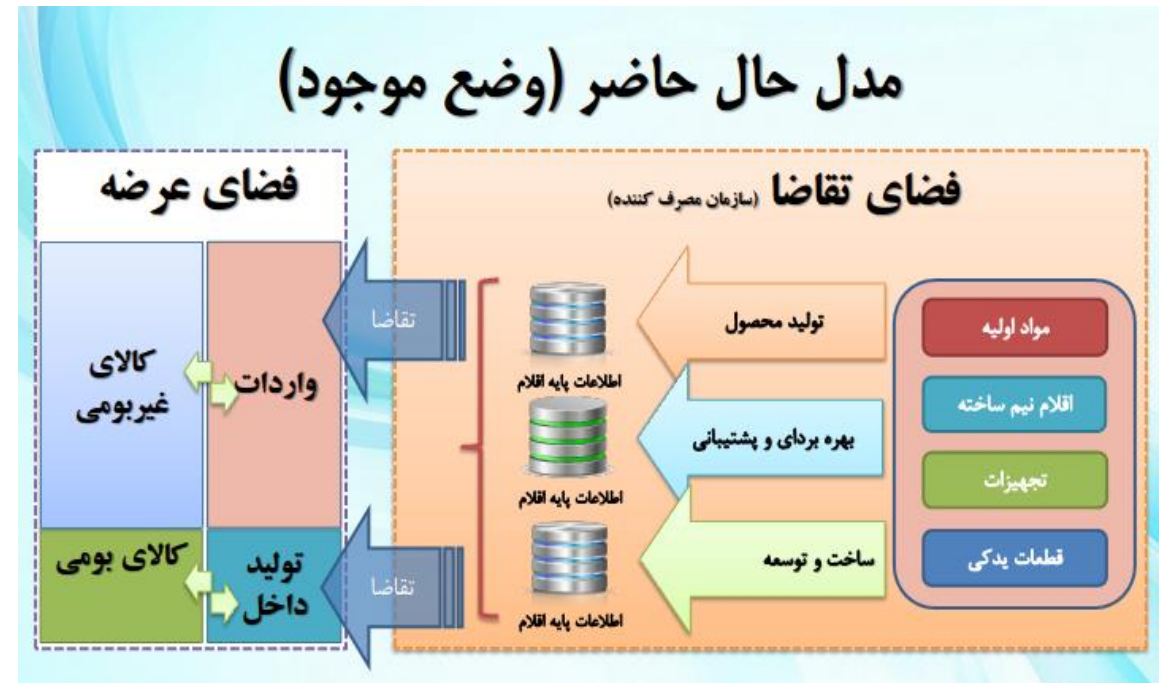 مدل حال حاضر (وضع موجود)
فضای تقاضا (سازمان مصرف کننده)
مواد اولیه
اقلام نیم ساخته
تجهیزات
قطعات یدکی
تولید محصول
بهره بردای و پشتیبانی
ساخت و توسعه
اطلاعات پایه اقلام
اطلاعات پایه اقلام
اطلاعات پایه اقلام
تقاضا
تقاضا
فضای عرضه
واردات
کالای
غیربومی
تولید
داخل
کالای بومی